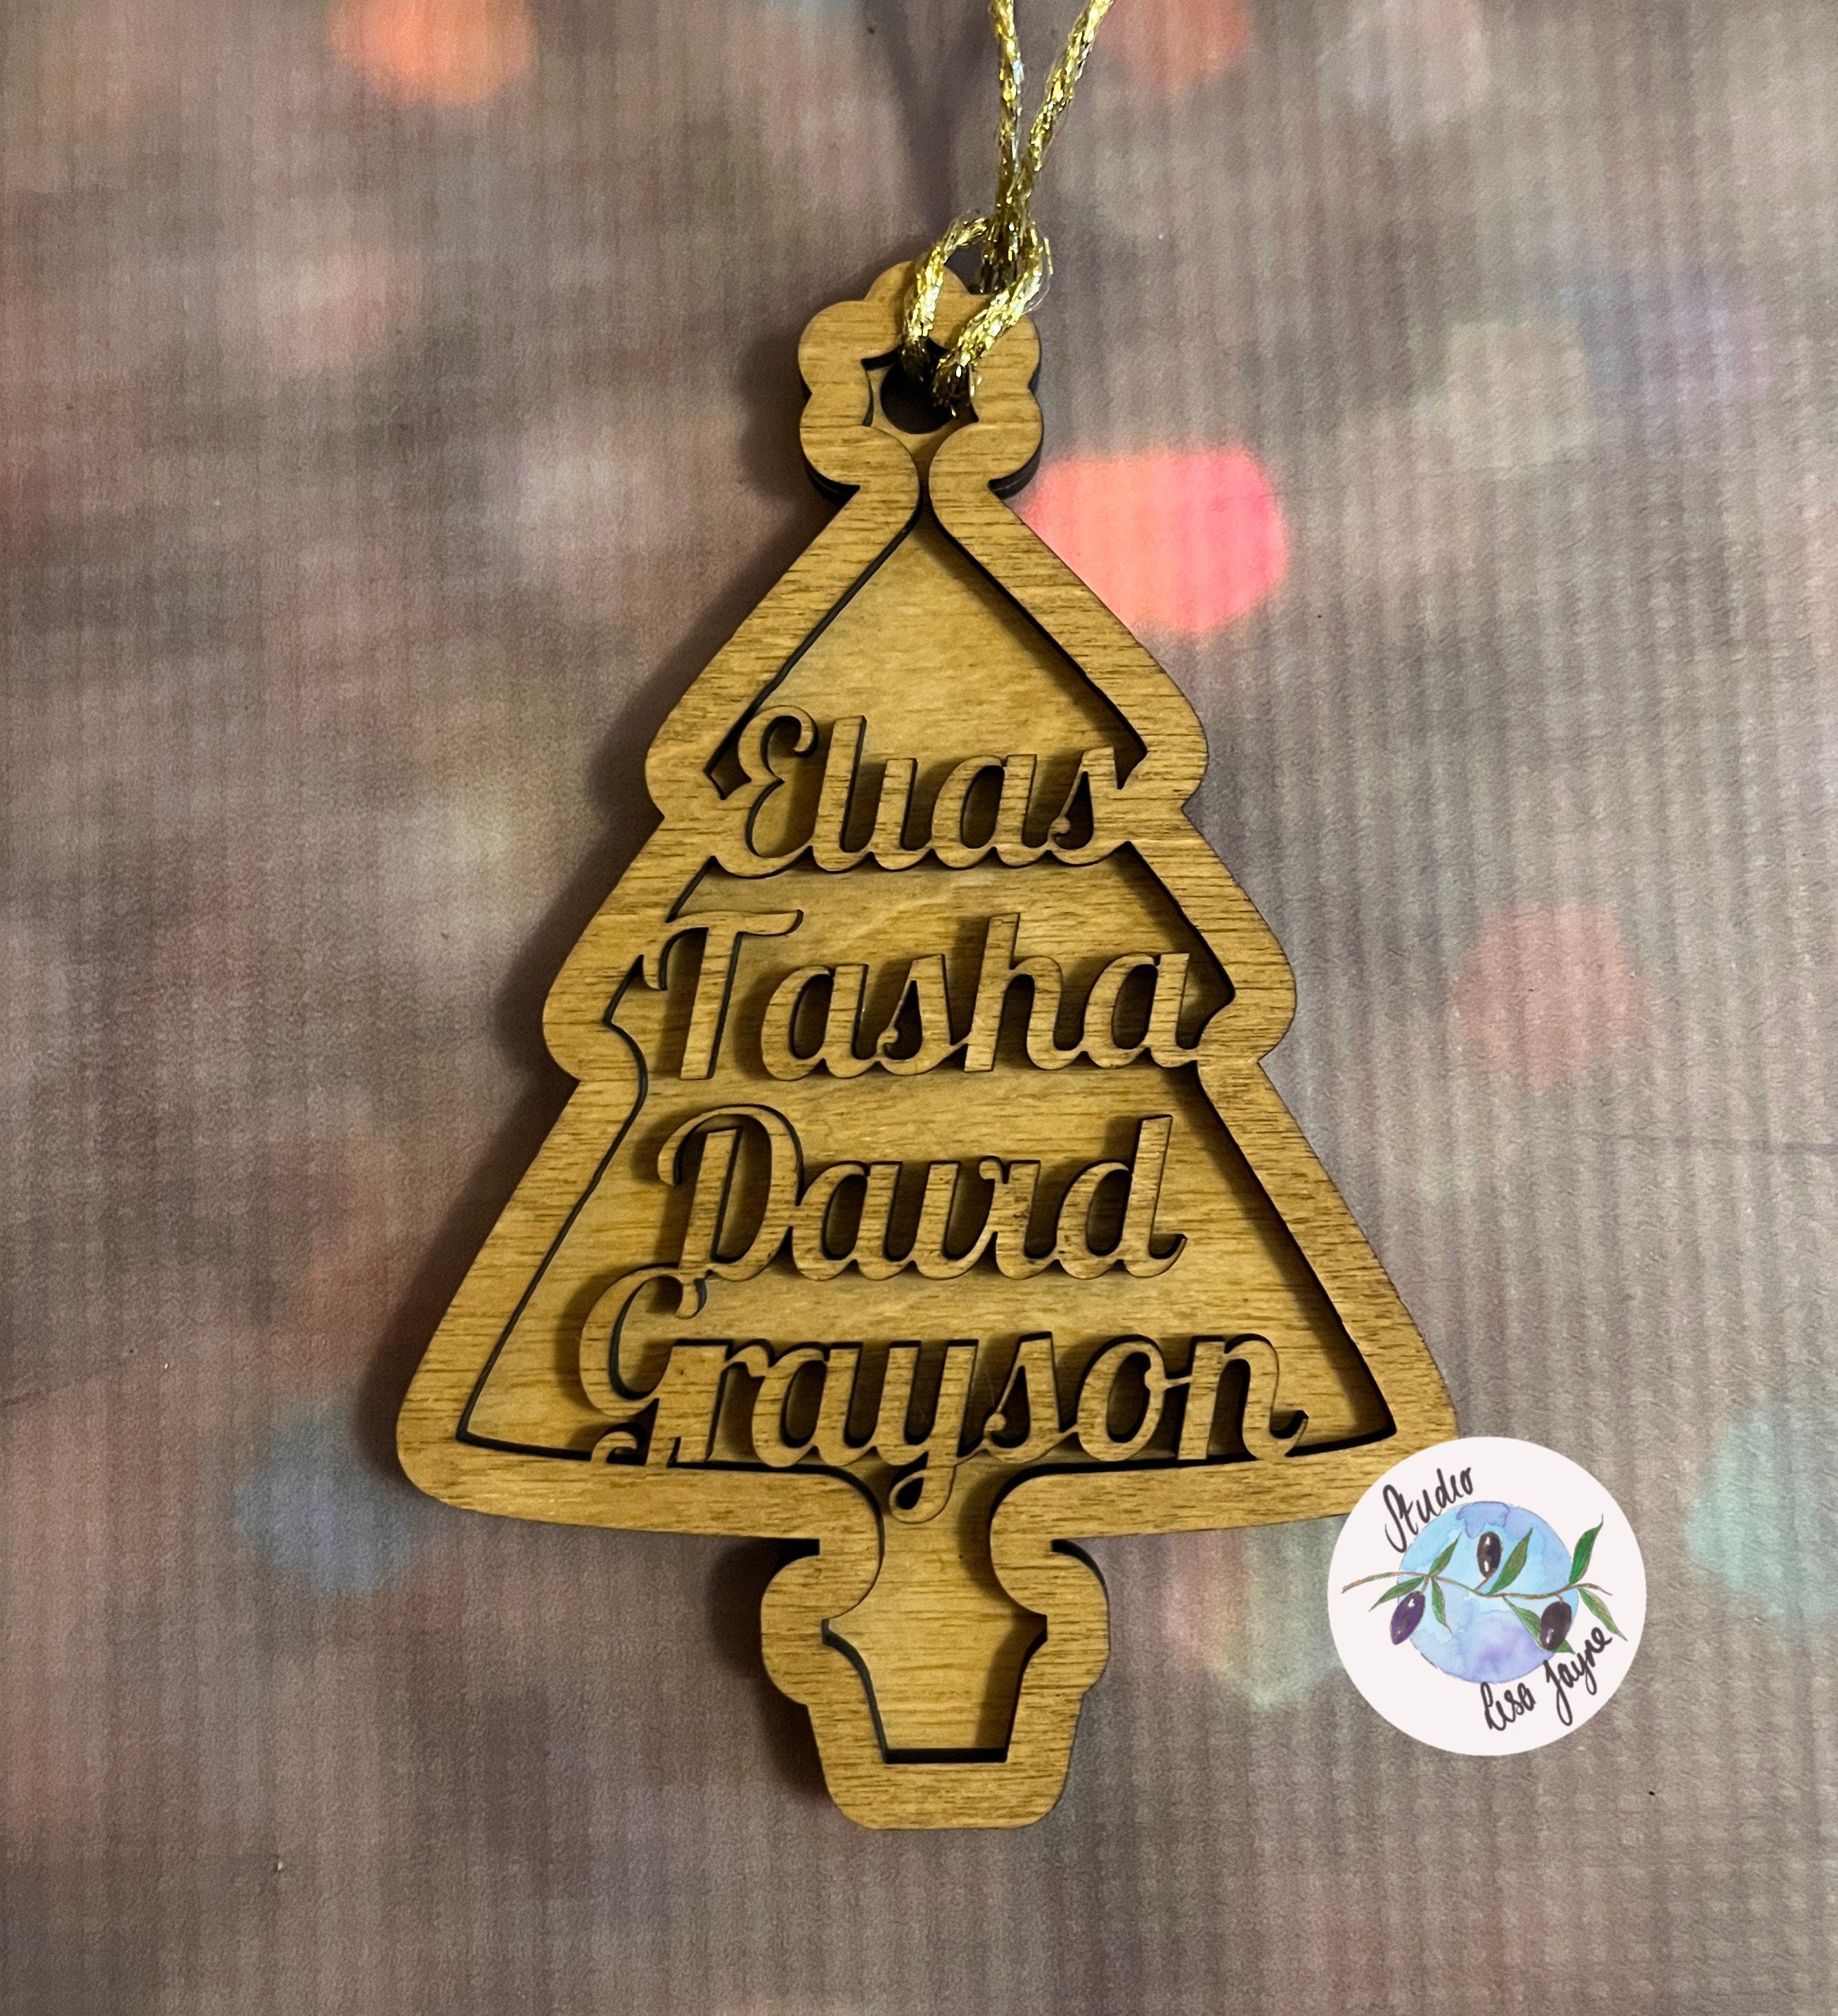 Elias
Tasha
David
Grayson
Studio
Lisa Jayne